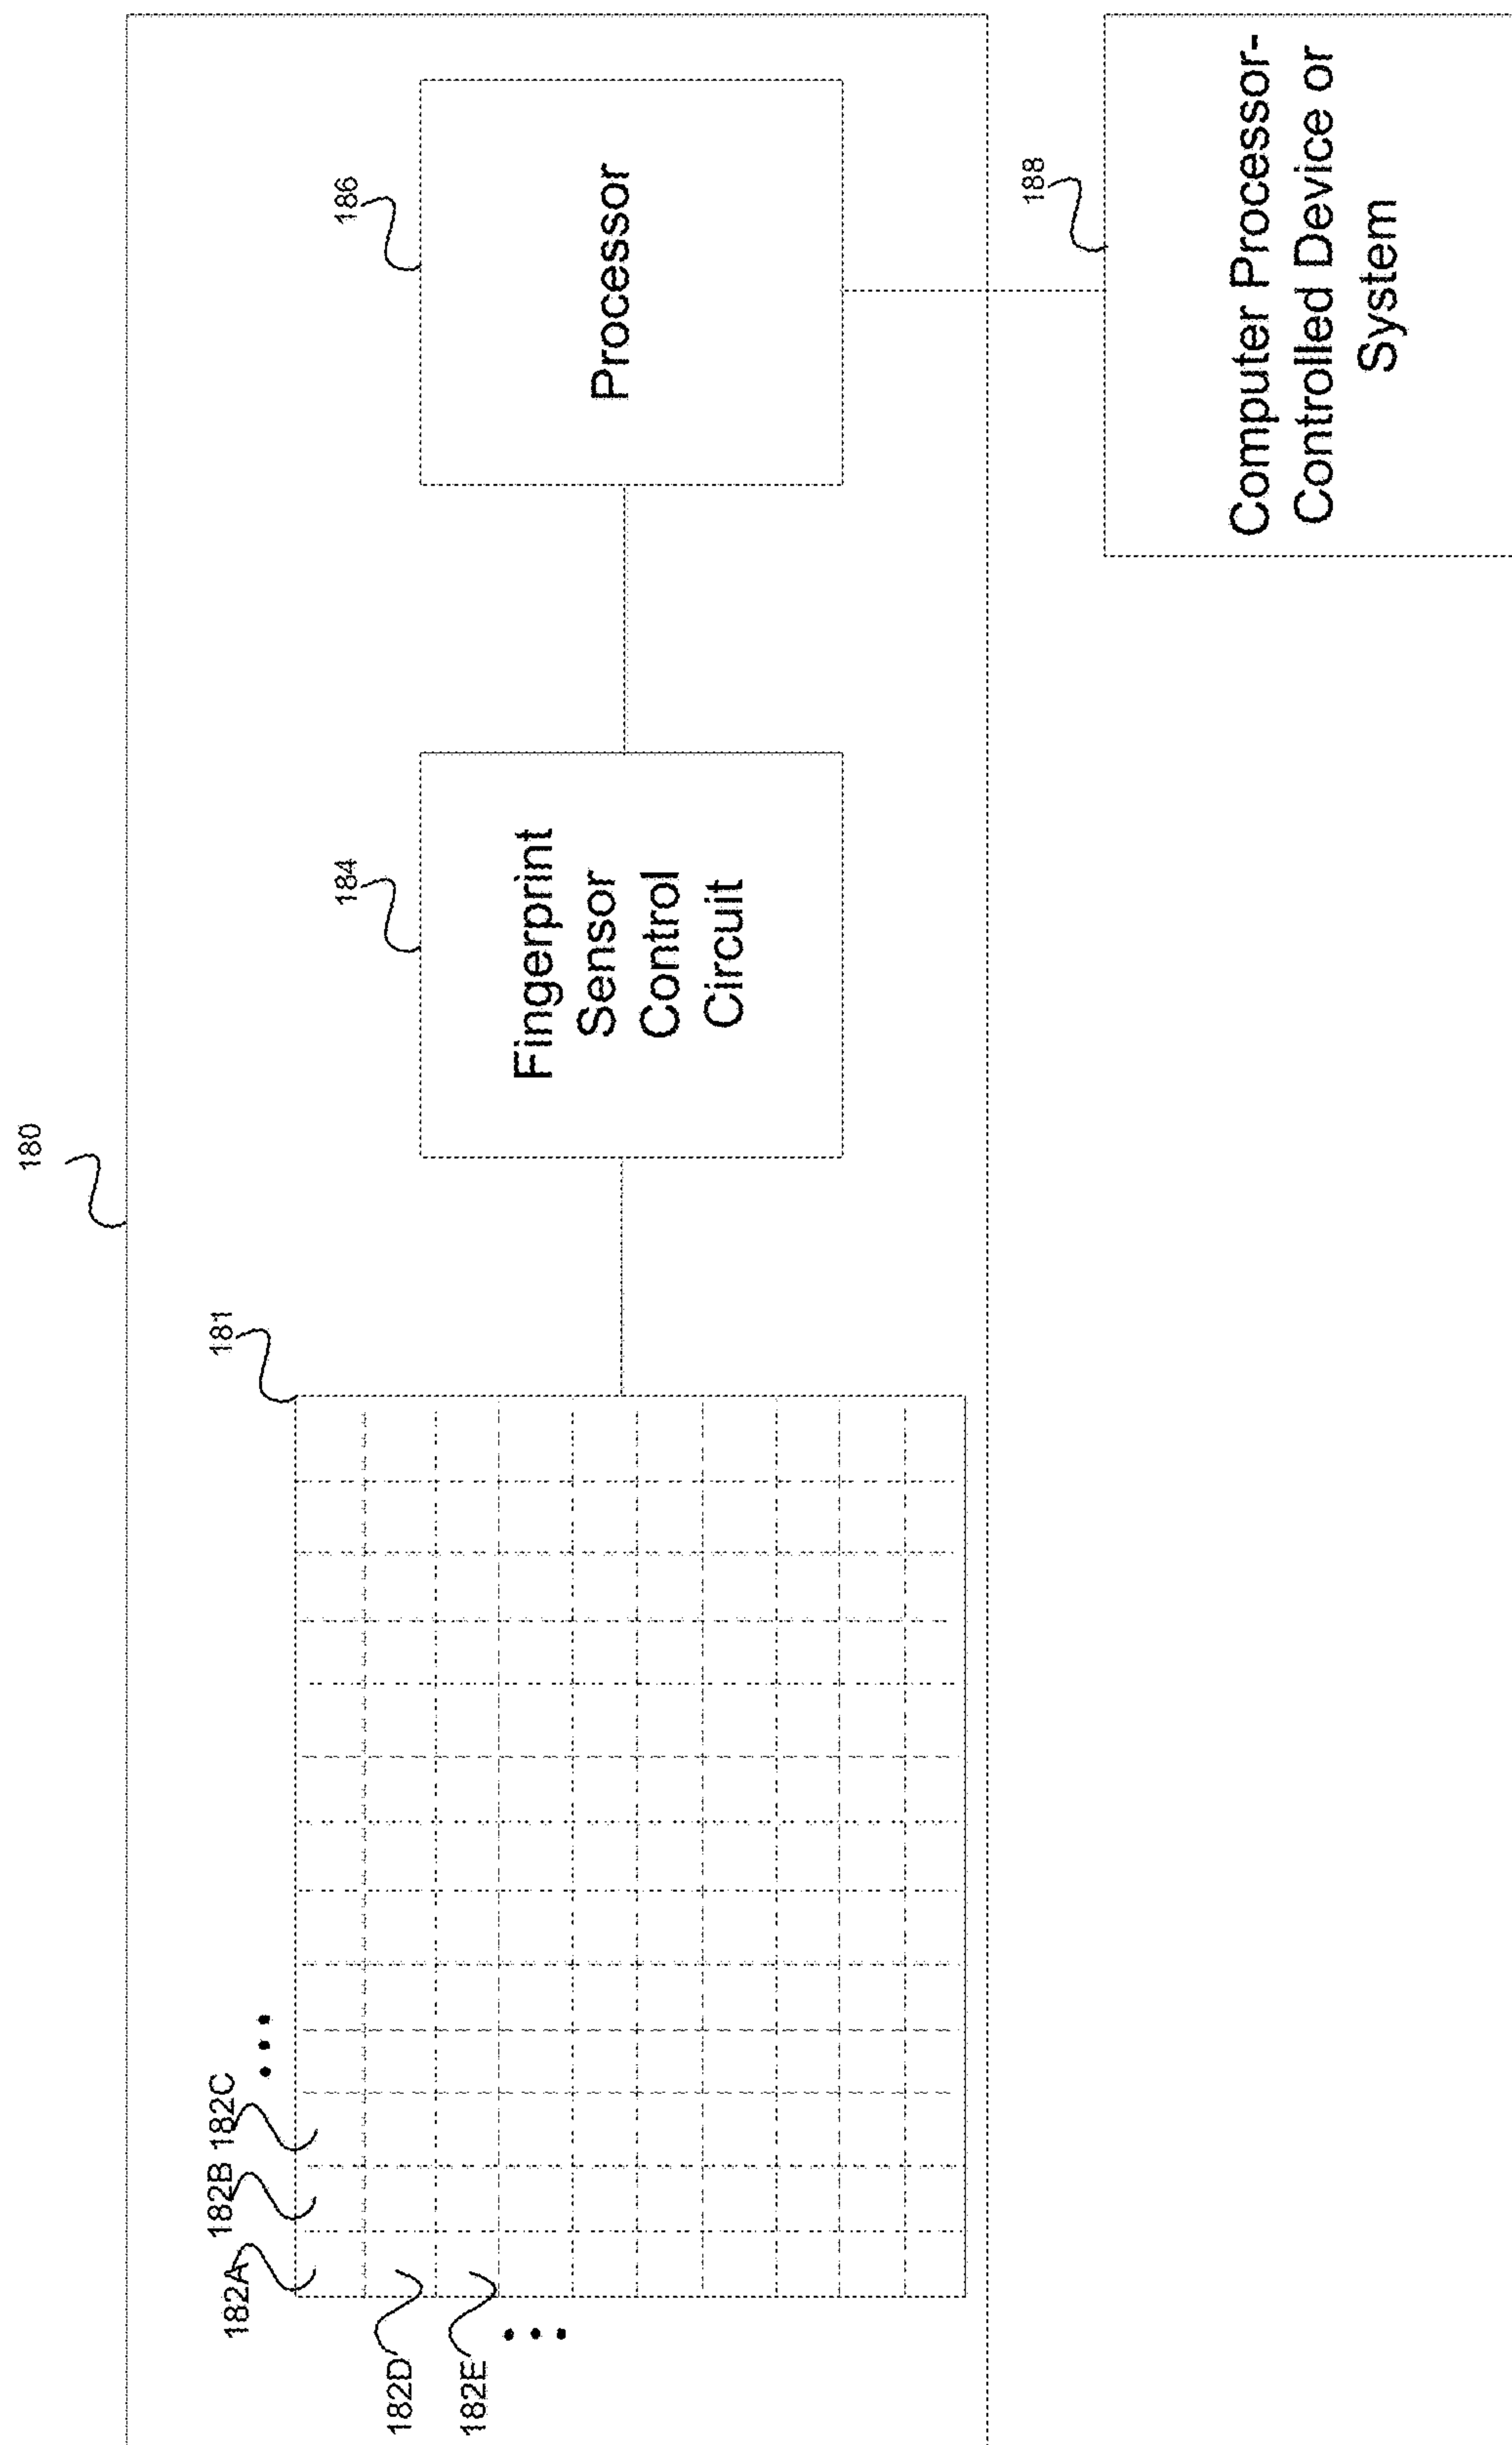 180
181
182A
182B
182C
182D
182E
184
Fingerprint
Sensor
Control
Circuit
186
Processor
188
Computer Processor-
Controlled Device or
System